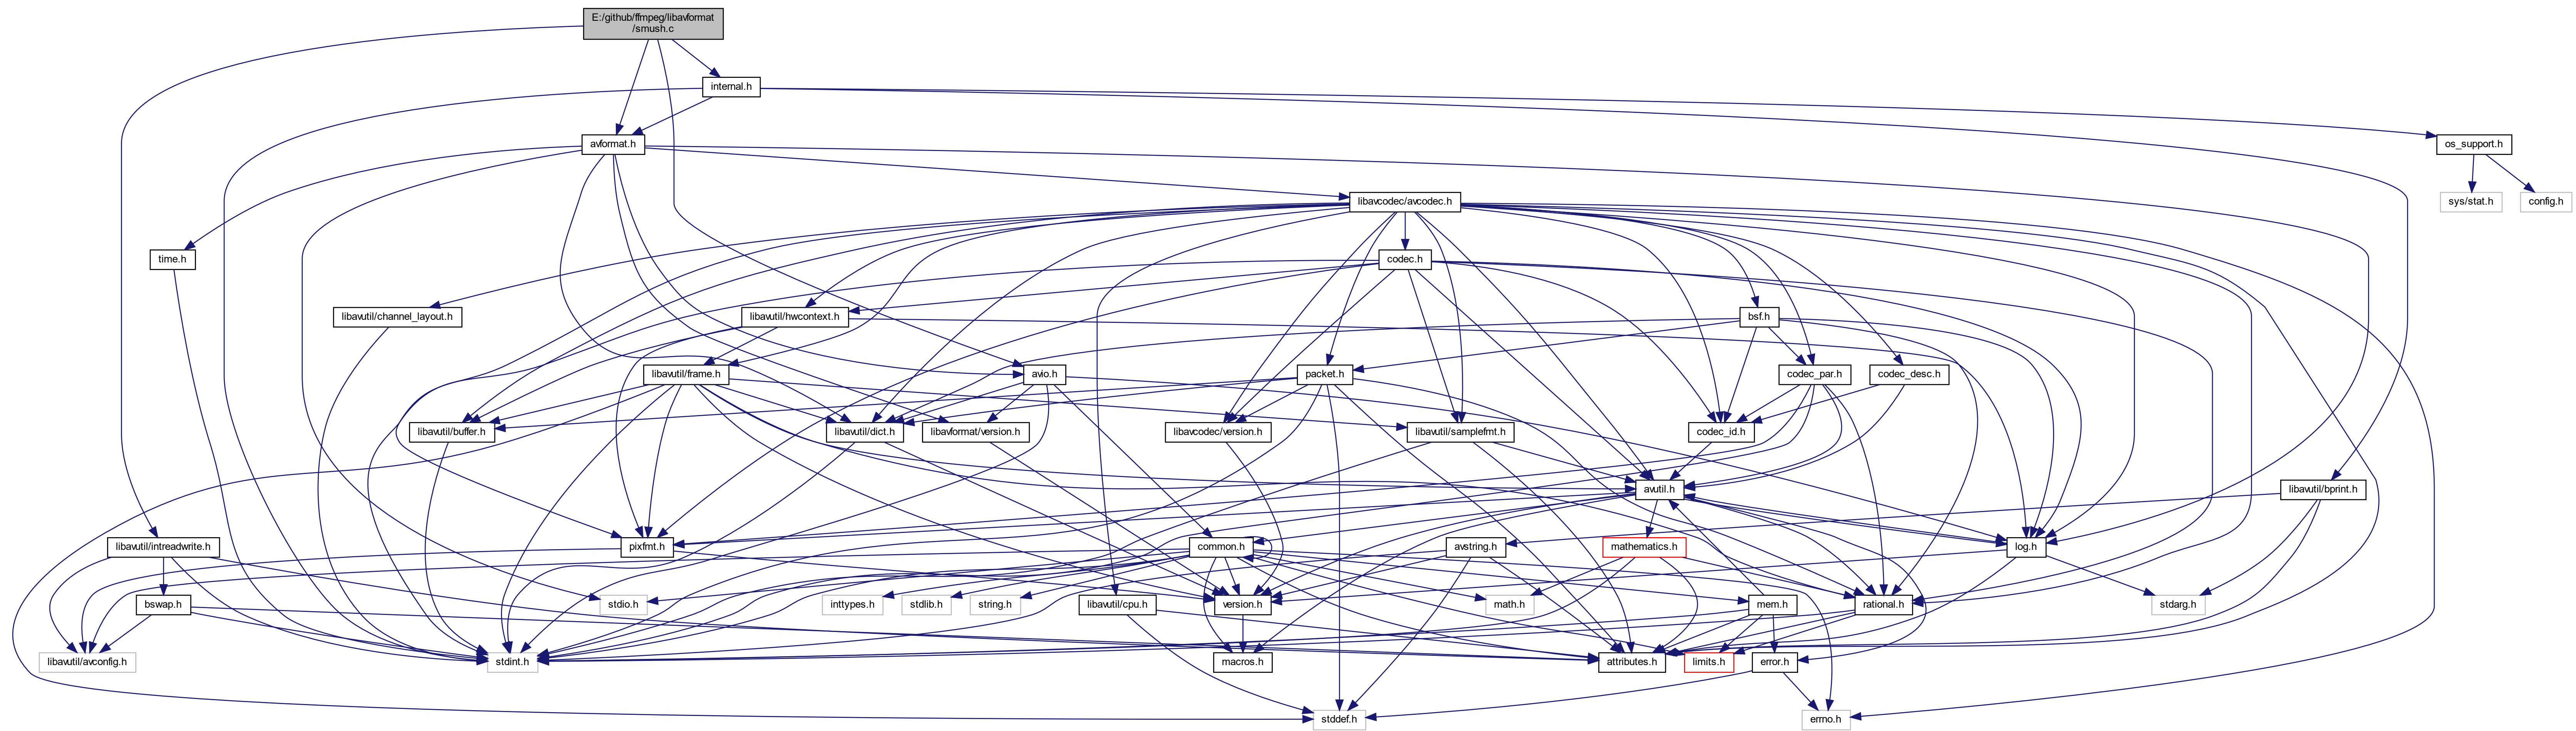 E:/github/ffmpeg/libavformat
/smush.c
internal.h
avformat.h
os_support.h
libavcodec/avcodec.h
sys/stat.h
config.h
time.h
codec.h
libavutil/channel_layout.h
libavutil/hwcontext.h
bsf.h
libavutil/frame.h
avio.h
packet.h
codec_par.h
codec_desc.h
libavutil/buffer.h
libavutil/dict.h
libavformat/version.h
libavcodec/version.h
libavutil/samplefmt.h
codec_id.h
avutil.h
libavutil/bprint.h
libavutil/intreadwrite.h
pixfmt.h
common.h
avstring.h
mathematics.h
log.h
bswap.h
stdio.h
inttypes.h
stdlib.h
string.h
libavutil/cpu.h
version.h
math.h
mem.h
rational.h
stdarg.h
libavutil/avconfig.h
stdint.h
macros.h
attributes.h
limits.h
error.h
stddef.h
errno.h